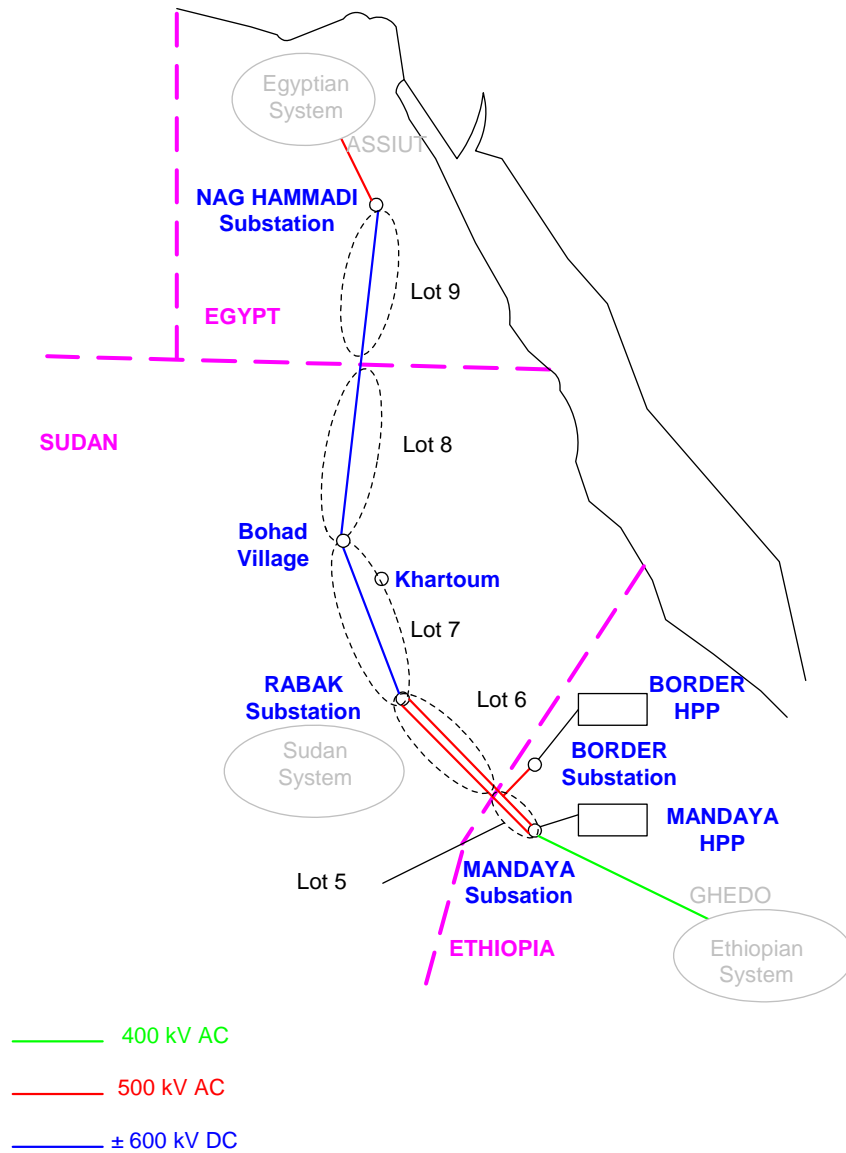 Egyptian
System
ASSIUT
NAG HAMMADI
Substation
Lot 9
EGYPT
SUDAN
Lot 8
Bohad
Village
Khartoum
Lot 7
RABAK
Substation
Lot 6
BORDER
HPP
Sudan
System
BORDER
Substation
MANDAYA
HPP
Lot 5
MANDAYA
Subsation
GHEDO
ETHIOPIA
Ethiopian
System
400 kV AC
500 kV AC
± 600 kV DC